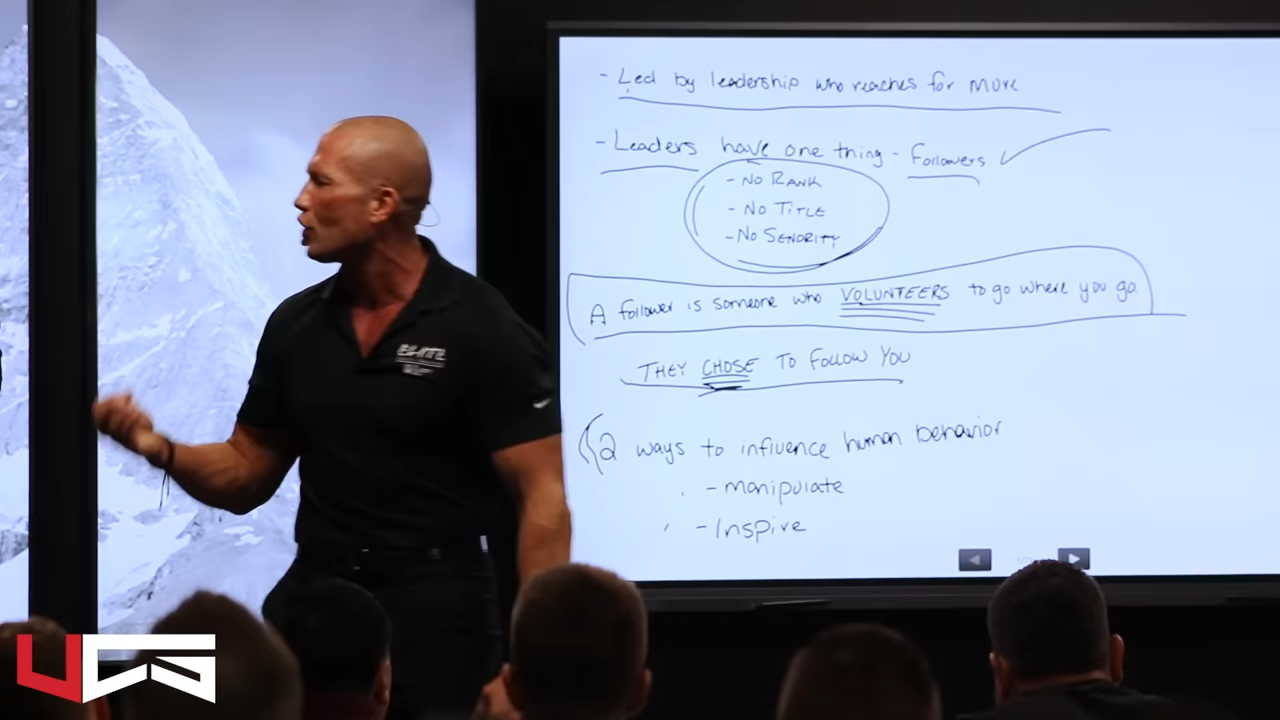 - Led by leadership who reaches for more
- Leaders have one thing - Followers
- NO RANK
- NO TITLE
- NO SENORITY
A follower is someone who VOLUNTEERS to go where you go.
THEY CHOSE TO FOLLOW YOU
2 ways to influence human behavior
- manipulate
- Inspire
UCS